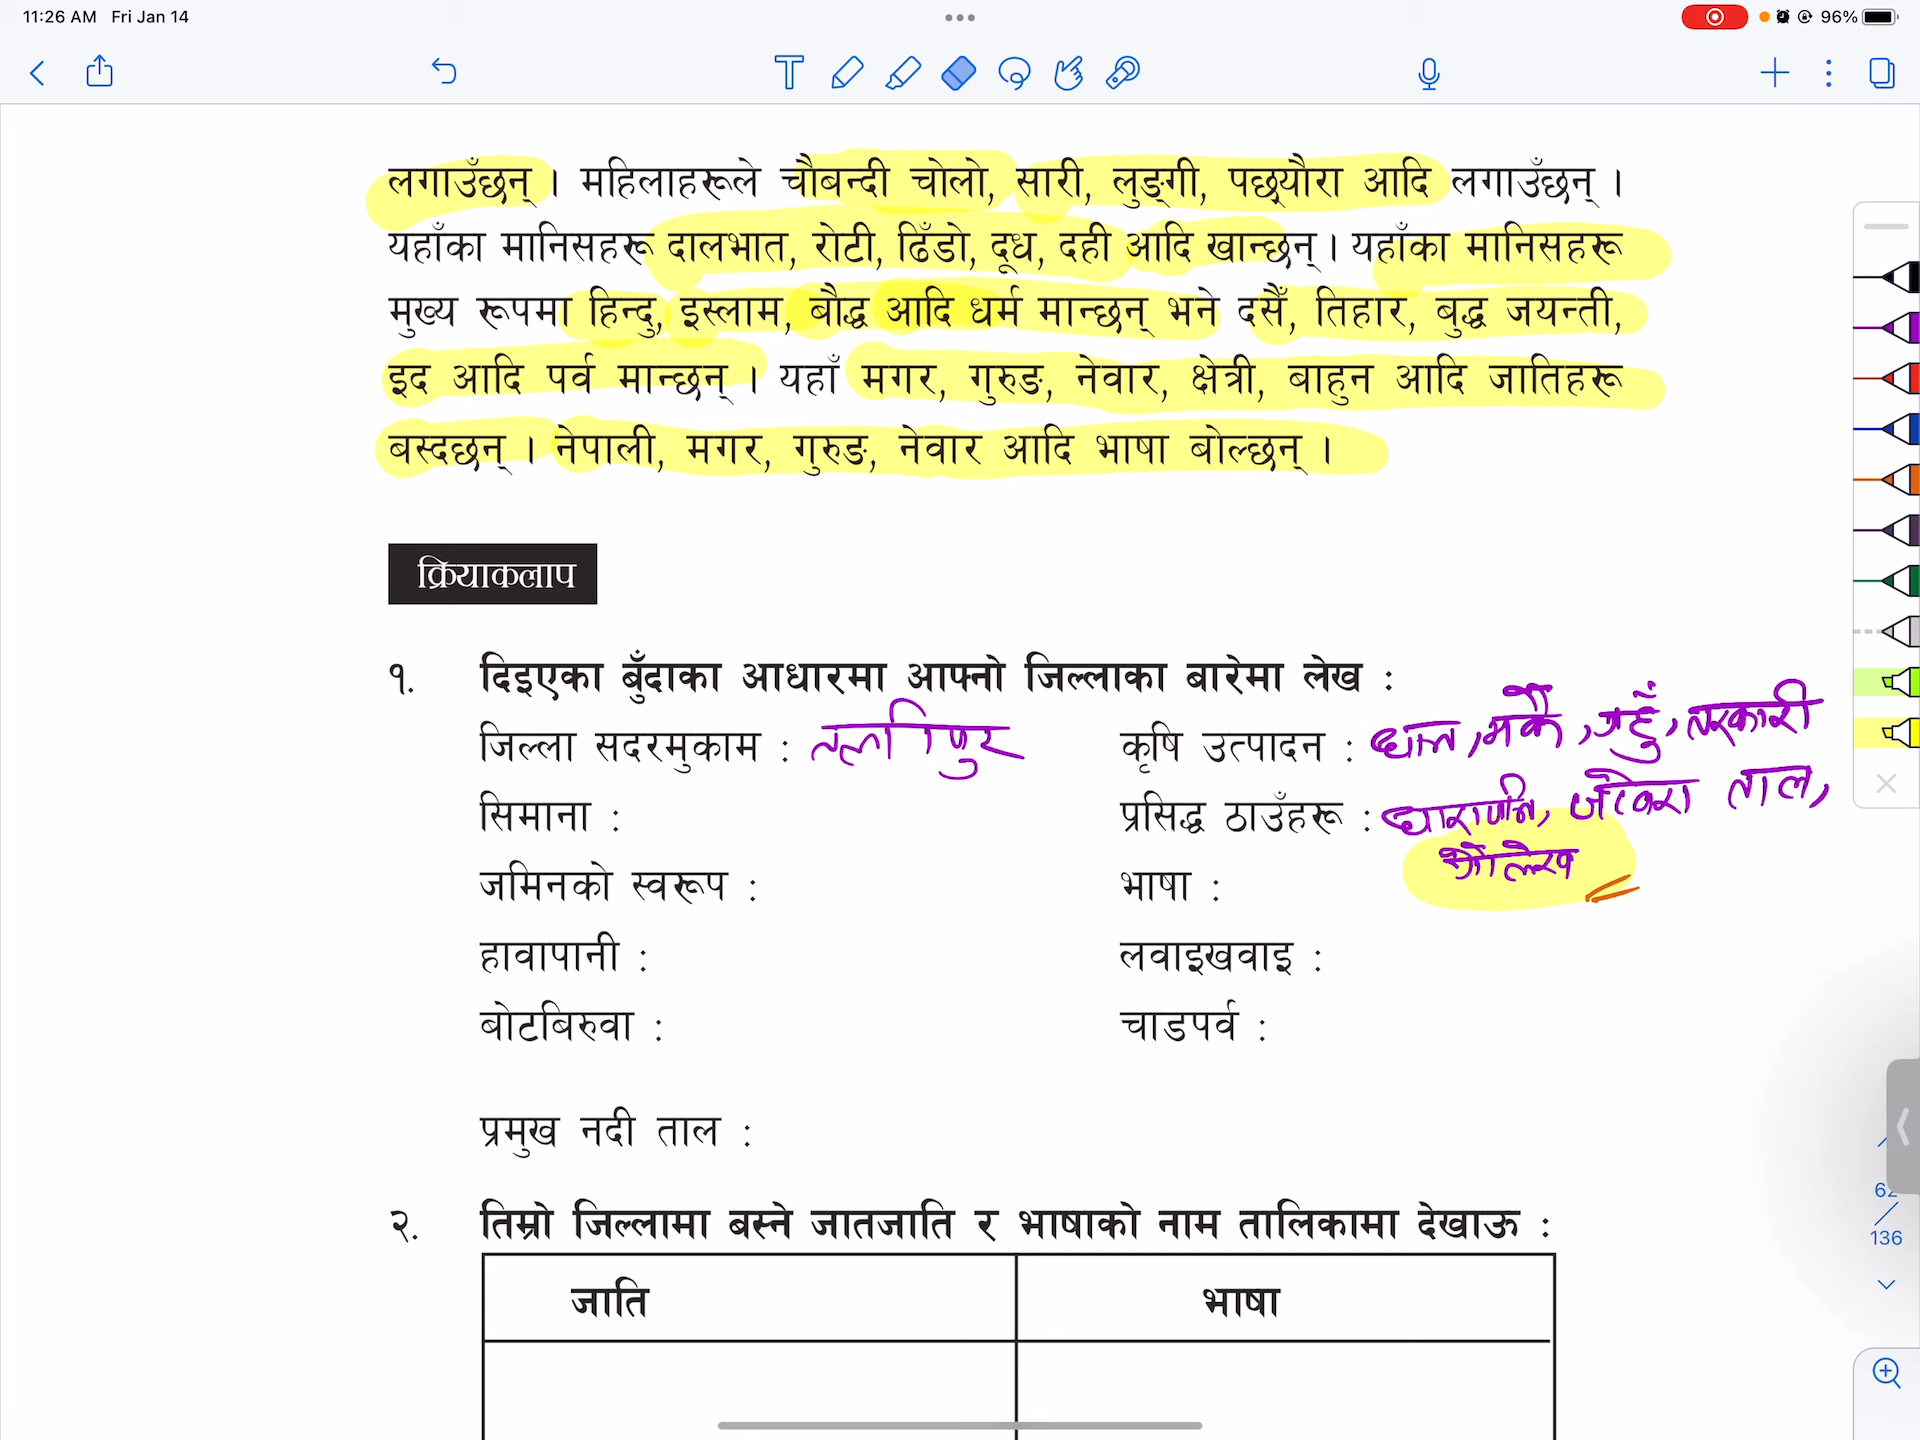 11:26 AM Fri Jan 14
96%
लगाउँछन् । महिलाहरूले चौबन्दी चोलो, सारी, लुङ्गी, पछ्यौरा आदि लगाउँछन् ।
यहाँका मानिसहरू दालभात, रोटी, ढिँडो, दूध, दही आदि खान्छन् । यहाँका मानिसहरू
मुख्य रूपमा हिन्दु, इस्लाम, बौद्ध आदि धर्म मान्छन् भने दसैँ, तिहार, बुद्ध जयन्ती,
इद आदि पर्व मान्छन् । यहाँ मगर, गुरुङ, नेवार, क्षेत्री, बाहुन आदि जातिहरू
बस्दछन् । नेपाली, मगर, गुरुङ, नेवार आदि भाषा बोल्छन् ।
क्रियाकलाप
१. दिइएका बुँदाका आधारमा आफ्नो जिल्लाका बारेमा लेख :
जिल्ला सदरमुकाम :
कृषि उत्पादन : धान, मकै, गहुँ, तरकारी
सिमाना :
प्रसिद्ध ठाउँहरू : ताल,
जमिनको स्वरूप :
भाषा :
हावापानी :
लवाइखवाइ :
बोटबिरुवा :
चाडपर्व :
प्रमुख नदी ताल :
२. तिम्रो जिल्लामा बस्ने जातजाति र भाषाको नाम तालिकामा देखाऊ :
जाति भाषा
136